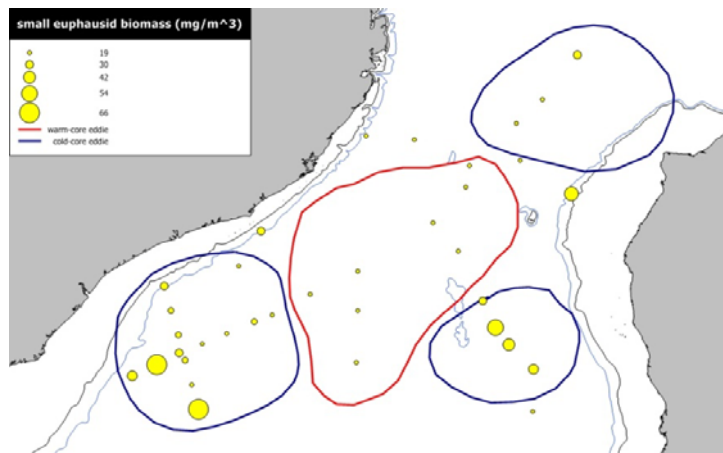 small euphausid biomass (mg/m^3)
19
30
42
54
66
warm-core eddie
cold-core eddie